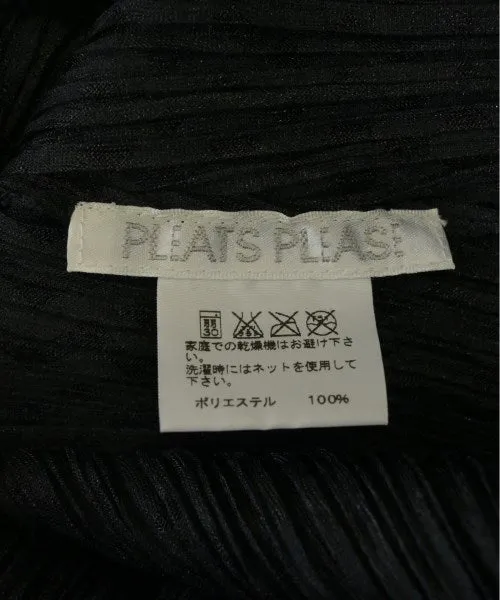 PLEATS PLEASE
30
家庭での乾燥機はお避け下さ
い。
洗濯時にはネットを使用して
下さい。
ポリエステル 100%